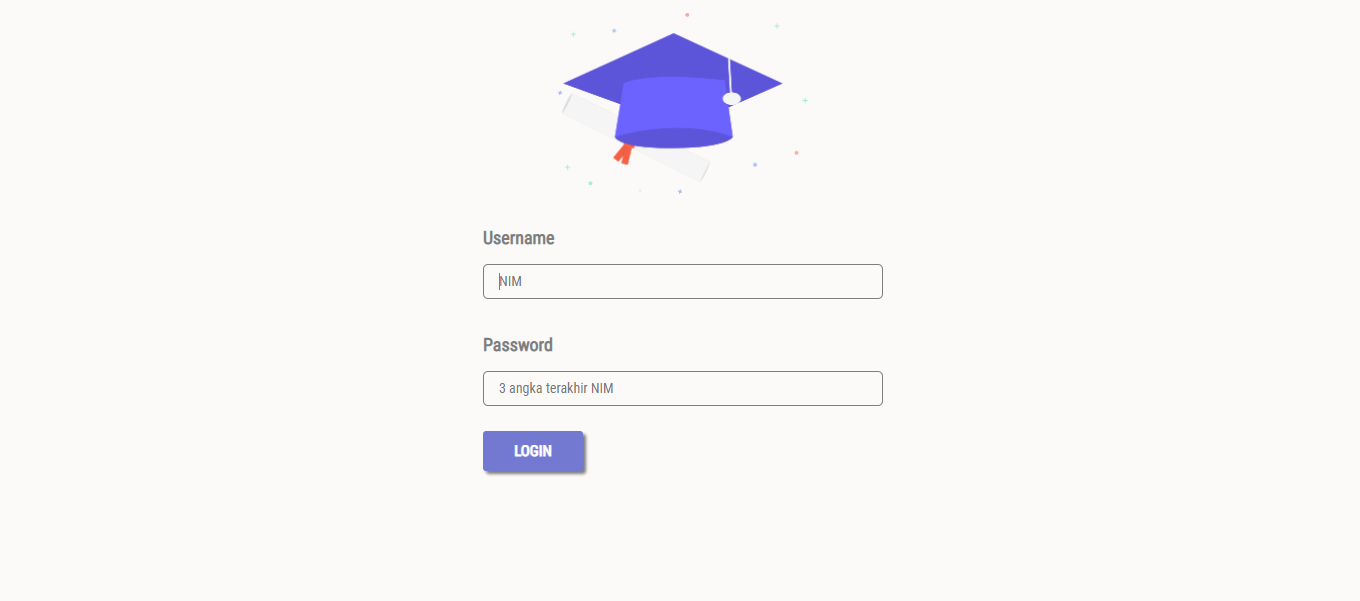 Username
NIM
Password
3 angka terakhir NIM
LOGIN